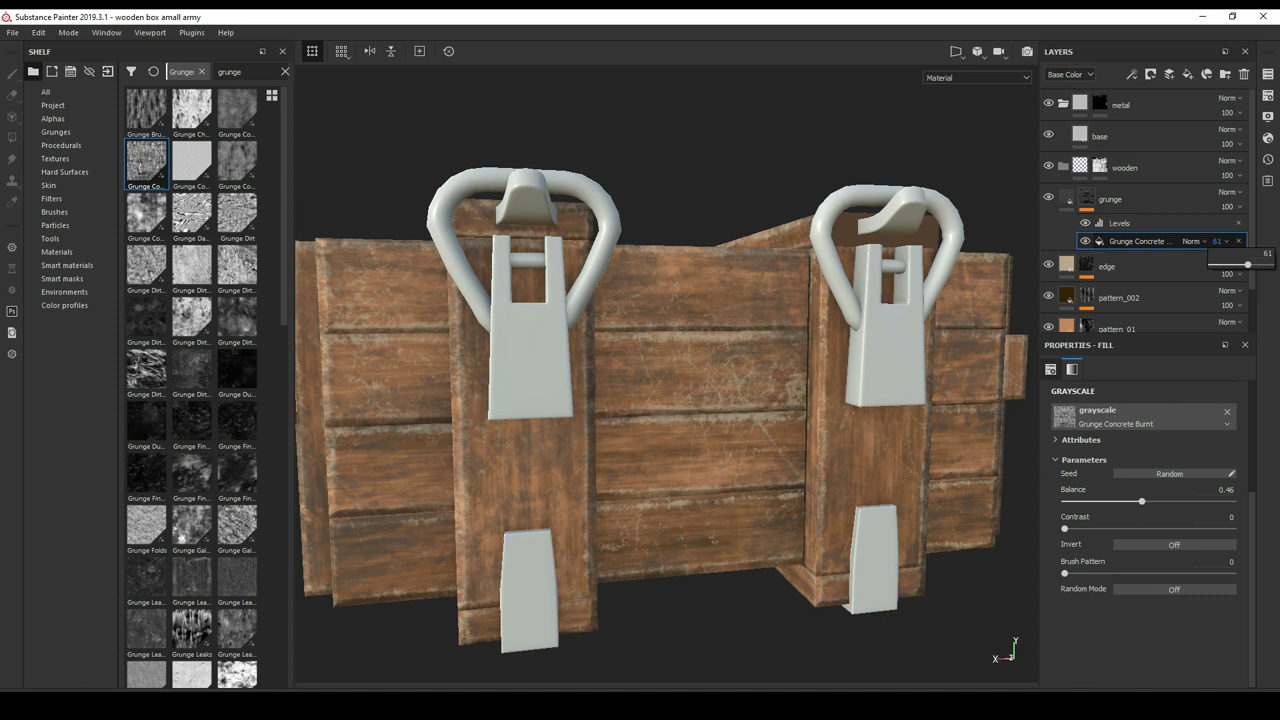 Substance Painter 2019.3.1 - wooden box amall army
File Edit Mode Window Viewport Plugins Help
SHELF
Grunge
grunge
All
Project
Alphas
Grunges
Procedurals
Textures
Hard Surfaces
Skin
Filters
Brushes
Particles
Tools
Materials
Smart materials
Smart masks
Environments
Color profiles
Grunge Bru... Grunge Ch... Grunge Co...
Grunge Co... Grunge Co... Grunge Co...
Grunge Co... Grunge Da... Grunge Dirt
Grunge Dirt... Grunge Dirt... Grunge Dirt...
Grunge Dirt... Grunge Dirt... Grunge Dirt...
Grunge Dirt... Grunge Dirt... Grunge Du...
Grunge Du... Grunge Fin... Grunge Fin...
Grunge Fin... Grunge Fin... Grunge Fin...
Grunge Folds Grunge Gal... Grunge Gal...
Grunge Lea... Grunge Lea... Grunge Lea...
Grunge Lea... Grunge Leaks Grunge Lea...
Material
Ps
Y
X
Z
LAYERS
Base Color
metal Norm
100
base Norm
100
wooden Norm
100
grunge Norm
100
Levels
Grunge Concrete ... Norm 61
61
edge
100
pattern_002 Norm
100
pattern_01 Norm
PROPERTIES - FILL
GRAYSCALE
grayscale
Grunge Concrete Burnt
Attributes
Parameters
Seed Random
Balance 0.46
Contrast 0
Invert Off
Brush Pattern 0
Random Mode Off